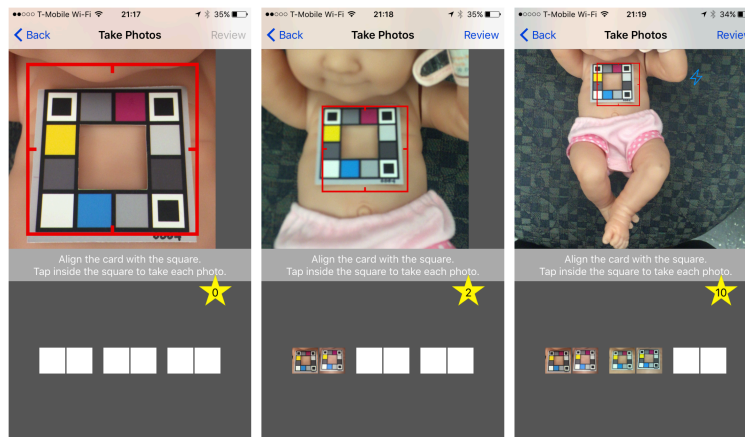 ●●○○○ T-Mobile Wi-Fi 21:17 35%
Back Take Photos Review
Align the card with the square.
Tap inside the square to take each photo.
0
●●○○○ T-Mobile Wi-Fi 21:18 35%
Back Take Photos Review
Align the card with the square.
Tap inside the square to take each photo.
2
●○○○○ T-Mobile Wi-Fi 21:19 34%
Back Take Photos Revie
Align the card with the square.
Tap inside the square to take each photo.
10